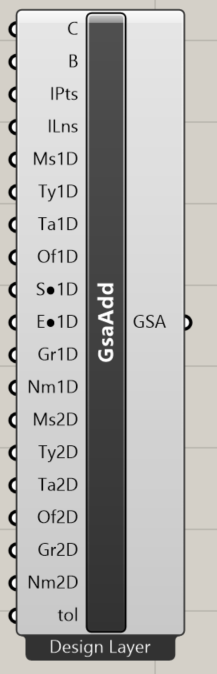 C
B
IPts
ILns
Ms1D
Ty1D
Ta1D
Of1D
S●1D
E●1D
Gr1D
Nm1D
Ms2D
Ty2D
Ta2D
Of2D
Gr2D
Nm2D
tol
GsaAdd
GSA
Design Layer